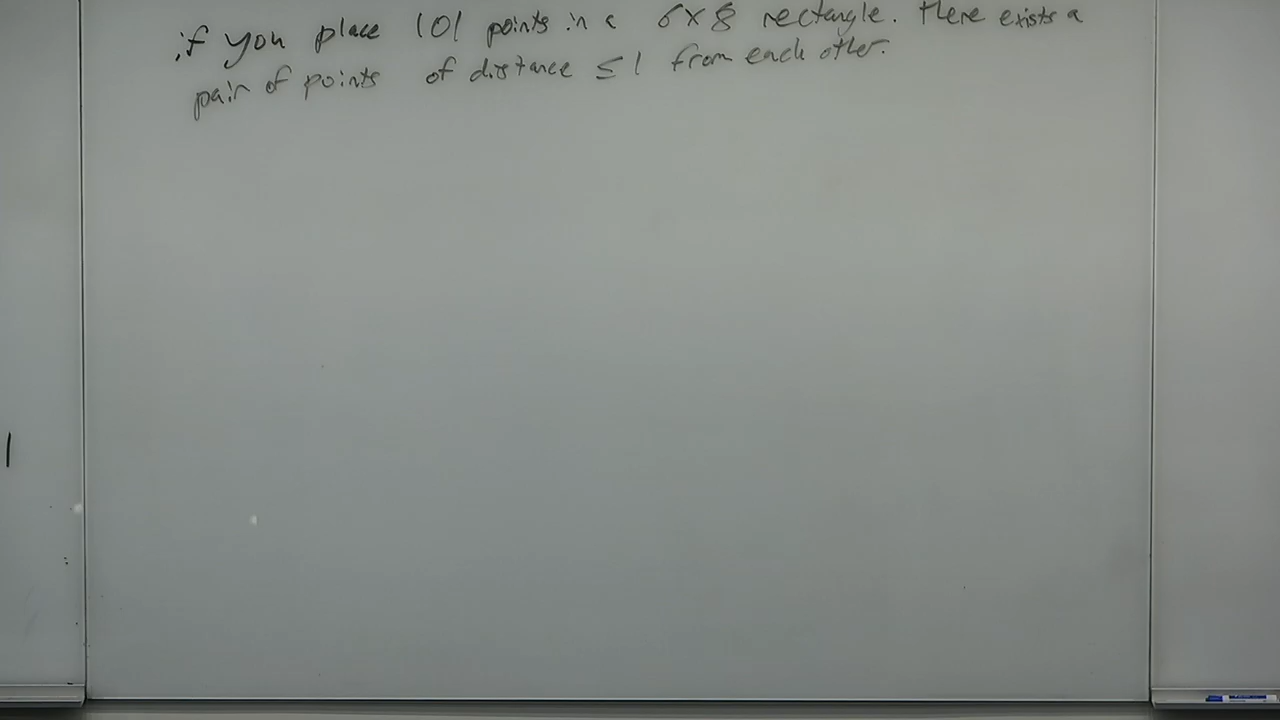 if you place 101 points in a 6×8 rectangle. there exists a
pair of points of distance ≤ 1 from each other.